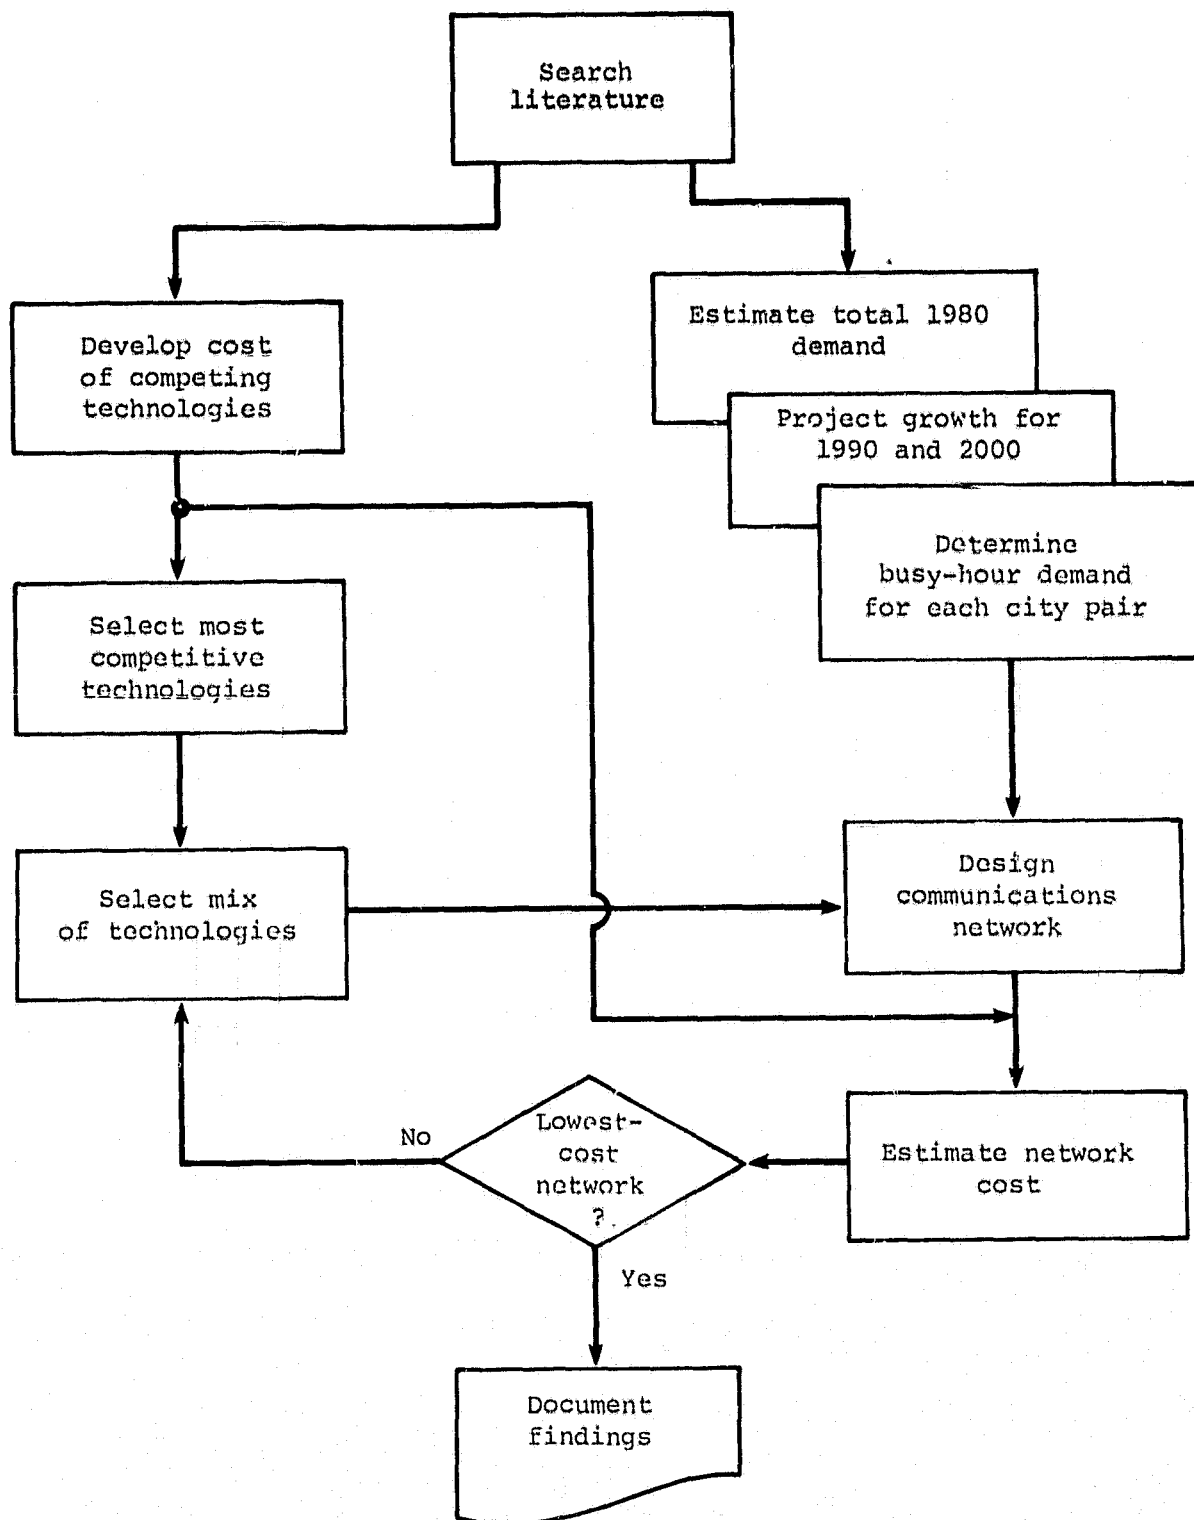 Search
literature
Develop cost
of competing
technologies
Estimate total 1980
demand
Project growth for
1990 and 2000
Determine
busy-hour demand
for each city pair
Select most
competitive
technologies
Select mix
of technologies
Design
communications
network
No
Lowest-
cost
network
?
Estimate network
cost
Yes
Document
findings